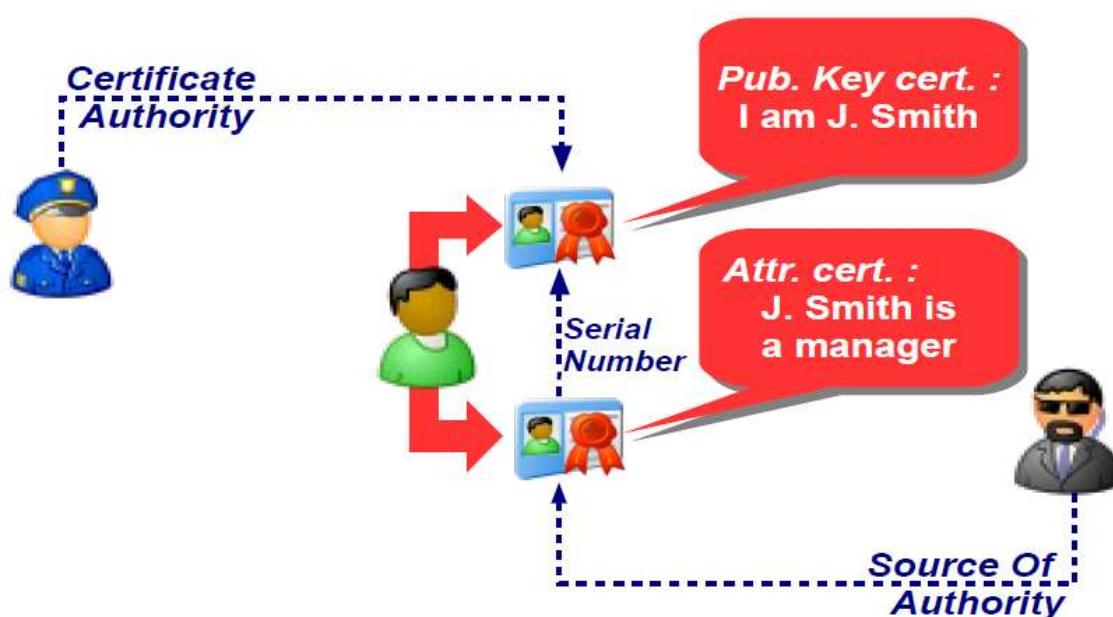 Certificate
Authority
Pub. Key cert. :
I am J. Smith
Attr. cert. :
J. Smith is
a manager
Serial
Number
Source Of
Authority